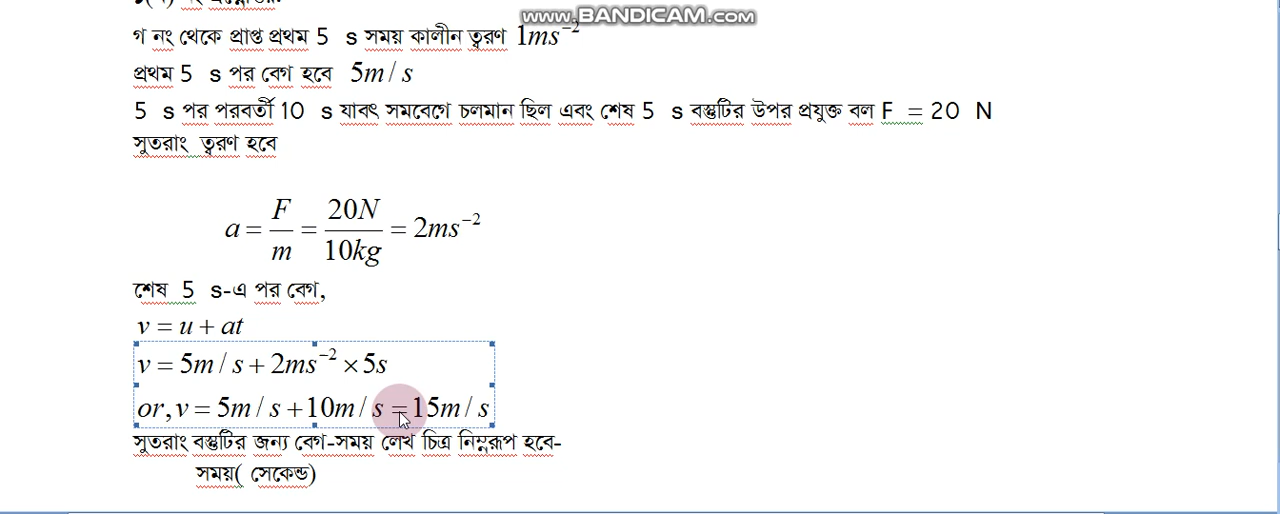 www.BANDICAM.com
গ নং থেকে প্রাপ্ত প্রথম 5 s সময় কালীন ত্বরণ 1ms⁻²
প্রথম 5 s পর বেগ হবে 5m / s
5 s পর পরবর্তী 10 s যাবৎ সমবেগে চলমান ছিল এবং শেষ 5 s বস্তুটির উপর প্রযুক্ত বল F = 20 N
সুতরাং ত্বরণ হবে
a = F/m = 20N/10kg = 2ms⁻²
শেষ 5 s-এ পর বেগ,
v = u + at
v = 5m / s + 2ms⁻² × 5s
or, v = 5m / s +10m / s =15m / s
সুতরাং বস্তুটির জন্য বেগ-সময় লেখ চিত্র নিম্নরূপ হবে-
সময়( সেকেন্ড)